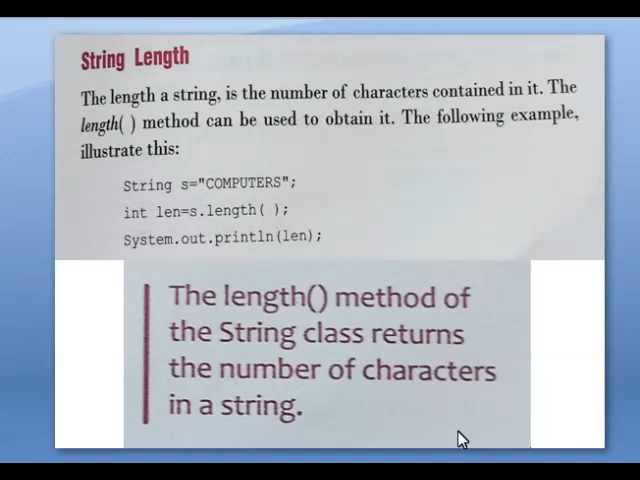 String Length
The length a string, is the number of characters contained in it. The
length( ) method can be used to obtain it. The following example,
illustrate this:
String s="COMPUTERS";
int len=s.length( );
System.out.println(len);
The length() method of
the String class returns
the number of characters
in a string.